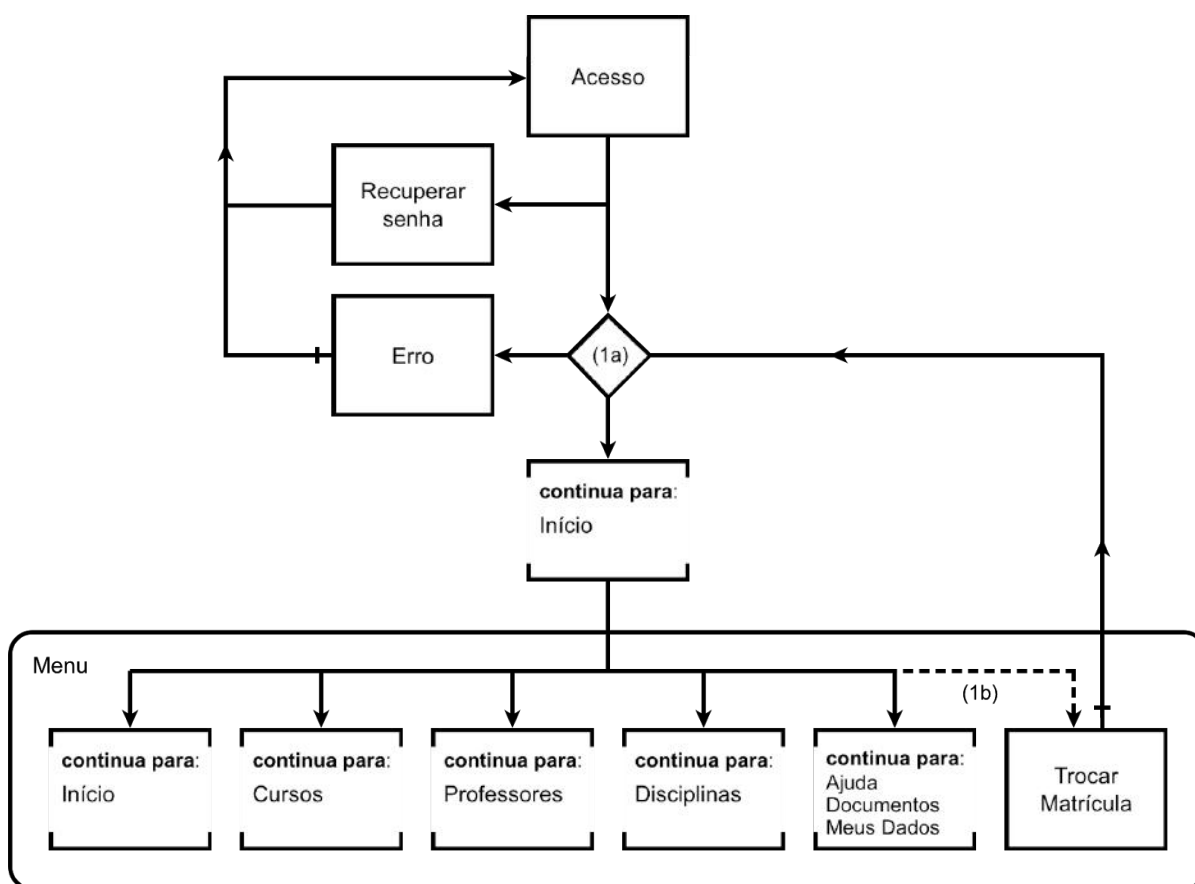 Acesso
Recuperar
senha
Erro
(1a)
continua para:
Início
Menu
(1b)
continua para:
Início
continua para:
Cursos
continua para:
Professores
continua para:
Disciplinas
continua para:
Ajuda
Documentos
Meus Dados
Trocar
Matrícula